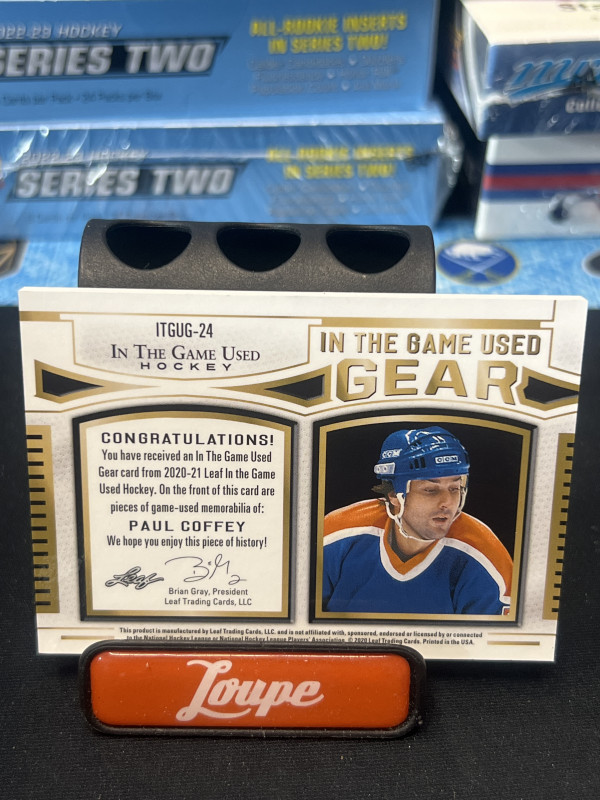 2022-23 HOCKEY
SERIES TWO
ALL-ROOKIE INSERTS
IN SERIES TWO!
HOCKEY
SERIES TWO
ALL-ROOKIE INSERTS
IN SERIES TWO!
ITGUG-24
IN THE GAME USED
HOCKEY
IN THE GAME USED
GEAR
CONGRATULATIONS!
You have received an In The Game Used
Gear card from 2020-21 Leaf In the Game
Used Hockey. On the front of this card are
pieces of game-used memorabilia of:
PAUL COFFEY
We hope you enjoy this piece of history!
Leaf
Brian Gray, President
Leaf Trading Cards, LLC
CCM
CCM
This product is manufactured by Leaf Trading Cards, LLC. and is not affiliated with, sponsored, endorsed or licensed by or connected
to the National Hockey League or National Hockey League Players' Association. © 2020 Leaf Trading Cards. Printed in the USA.
Loupe